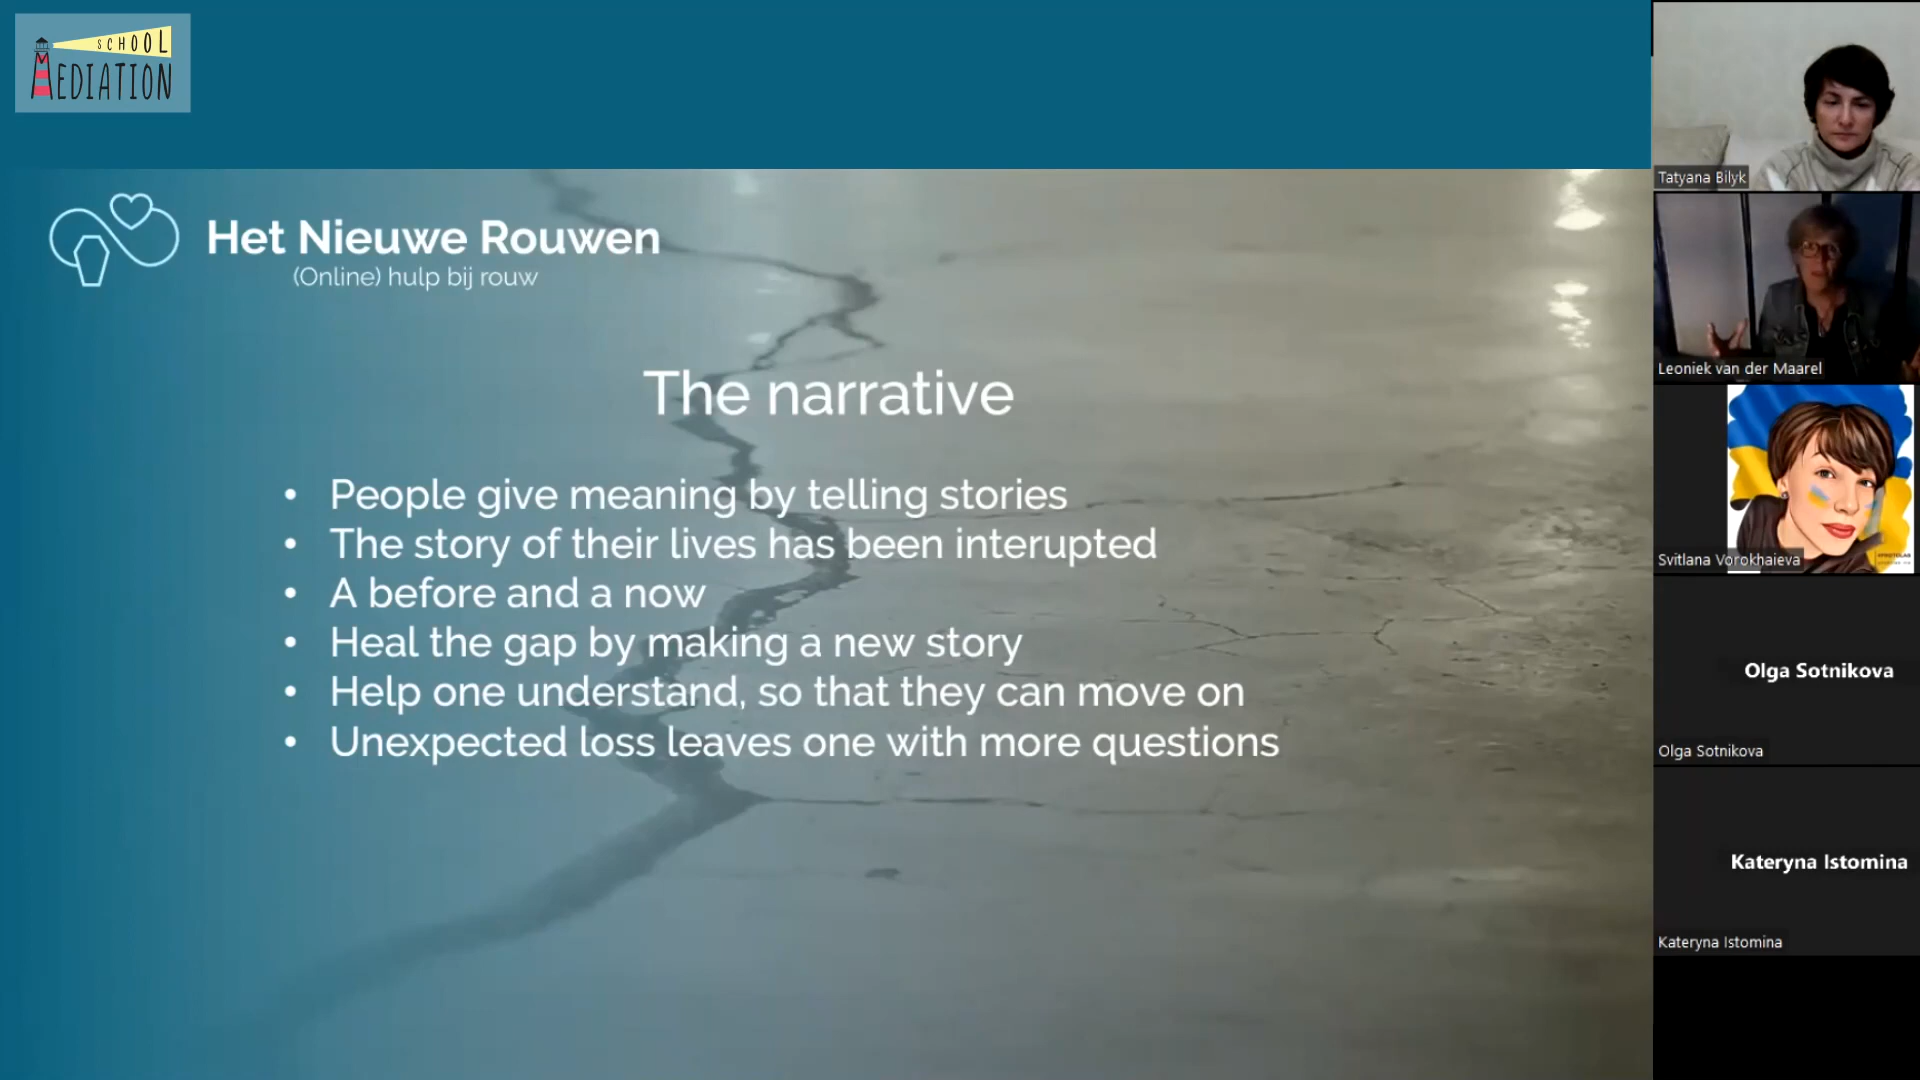 SCHOOL
MEDIATION
Het Nieuwe Rouwen
(Online) hulp bij rouw
The narrative
• People give meaning by telling stories
• The story of their lives has been interupted
• A before and a now
• Heal the gap by making a new story
• Help one understand, so that they can move on
• Unexpected loss leaves one with more questions
Tatyana Bilyk
Leoniek van der Maarel
Svitlana Vorokhaieva
Olga Sotnikova
Olga Sotnikova
Kateryna Istomina
Kateryna Istomina